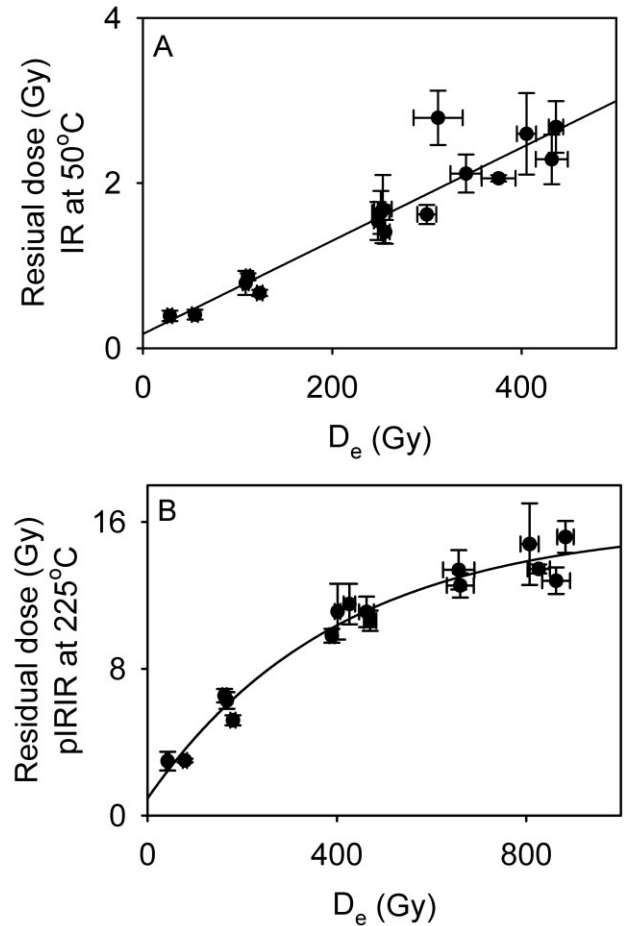 A
Resiual dose (Gy)
IR at 50°C
4
2
0
0 200 400
Dₑ (Gy)
B
Residual dose (Gy)
pIRIR at 225°C
16
8
0
0 400 800
Dₑ (Gy)